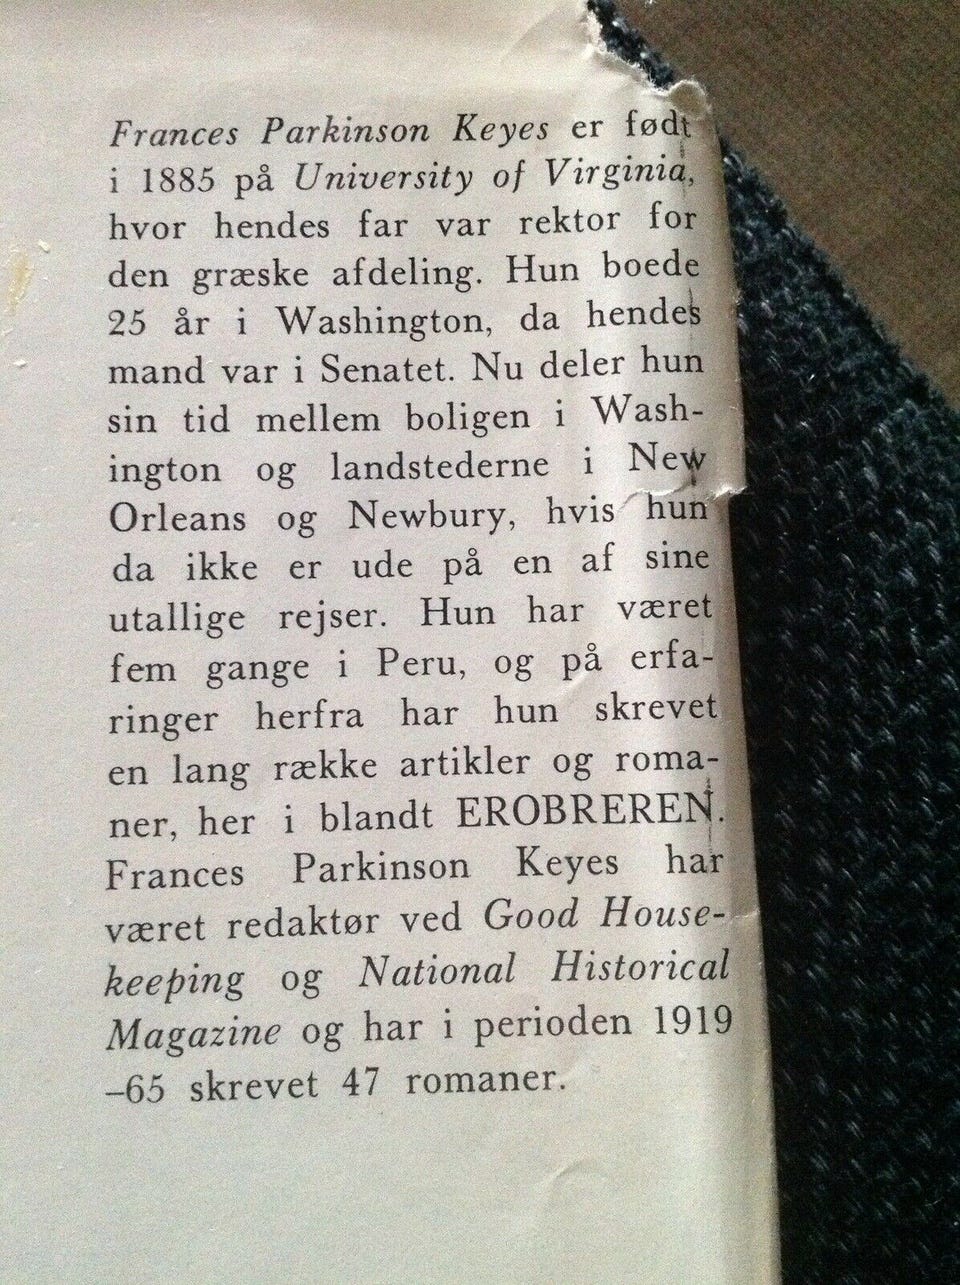 Frances Parkinson Keyes er født
i 1885 på University of Virginia,
hvor hendes far var rektor for
den græske afdeling. Hun boede
25 år i Washington, da hendes
mand var i Senatet. Nu deler hun
sin tid mellem boligen i Wash-
ington og landstederne i New
Orleans og Newbury, hvis hun
da ikke er ude på en af sine
utallige rejser. Hun har været
fem gange i Peru, og på erfa-
ringer herfra har hun skrevet
en lang række artikler og roma-
ner, her i blandt EROBREREN.
Frances Parkinson Keyes har
været redaktør ved Good House-
keeping og National Historical
Magazine og har i perioden 1919
–65 skrevet 47 romaner.